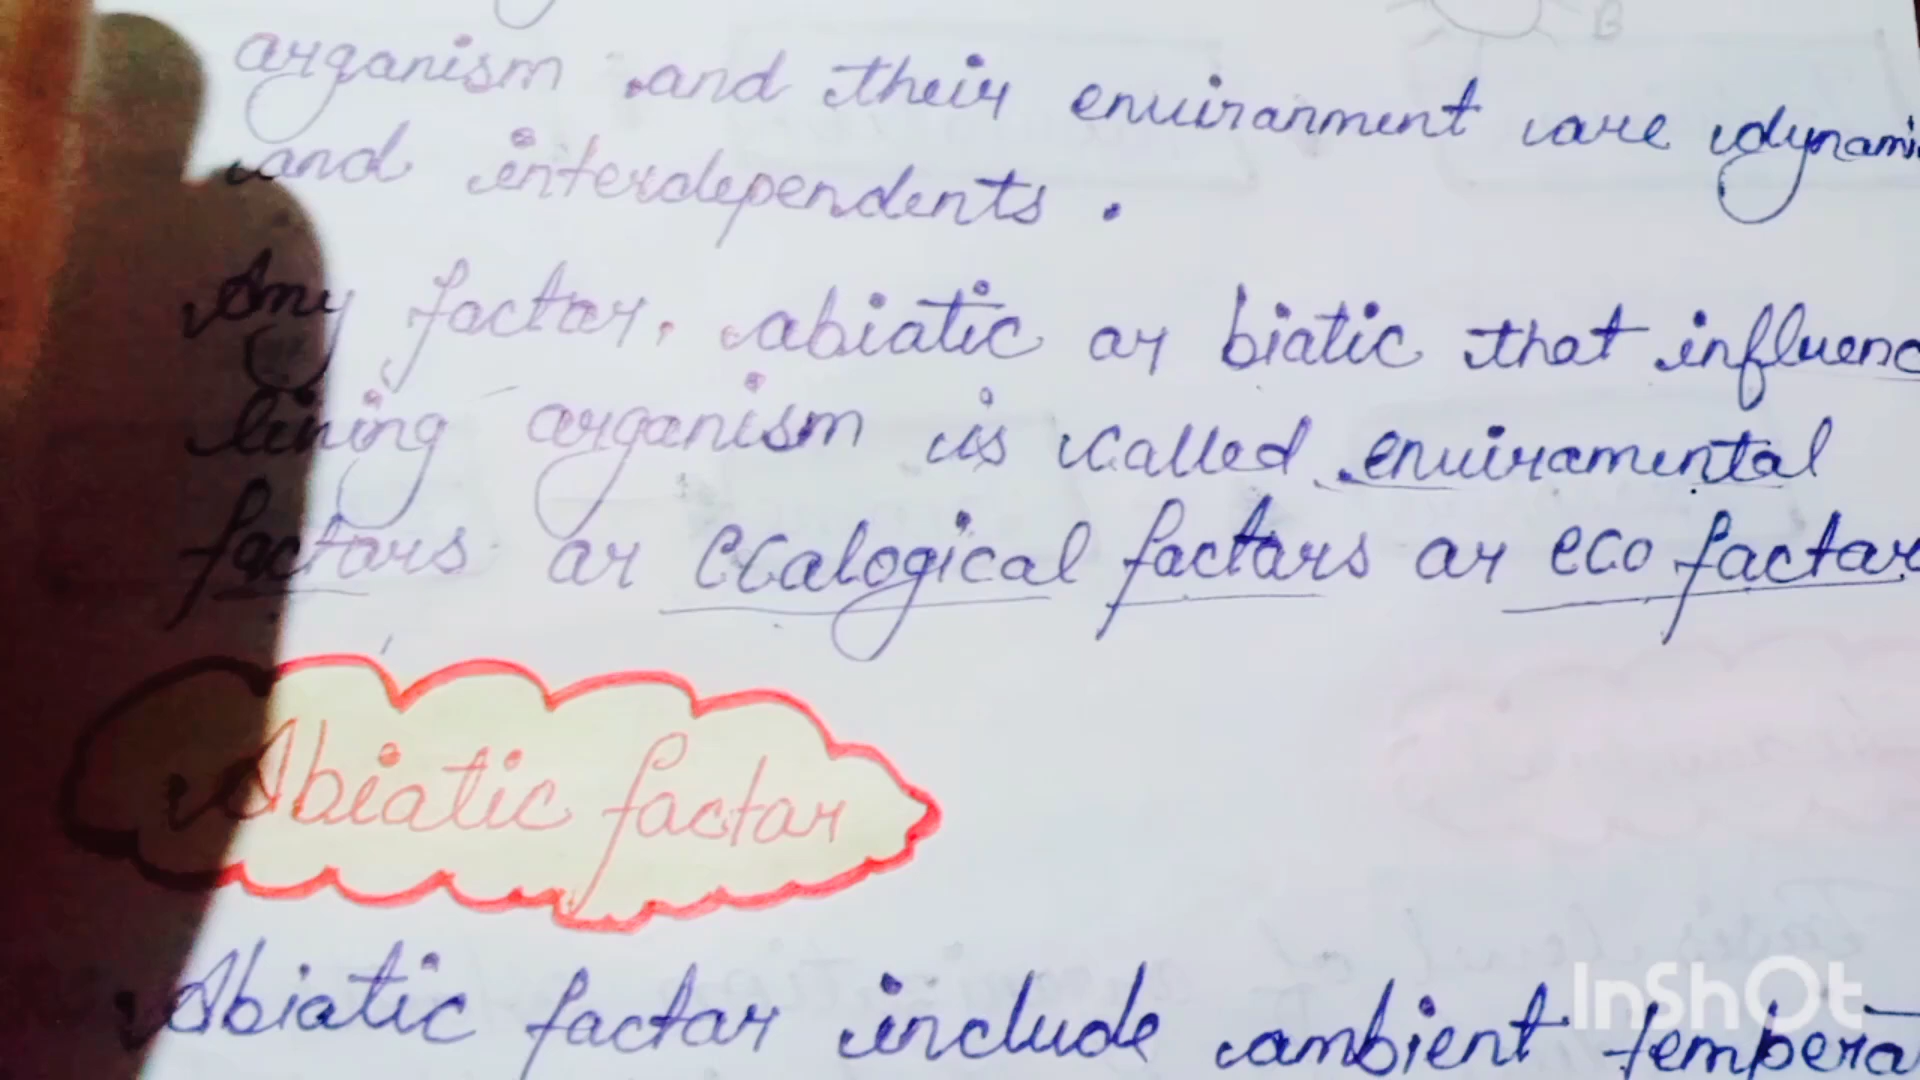 organism and their environment are dynami
and interdependents.
Any factor, abiotic or biotic that influenc
living organism is called enviramental
factors or ecological factors or eco factor
Abiotic factor
Abiotic factor include ambient tempera
InShOt
B